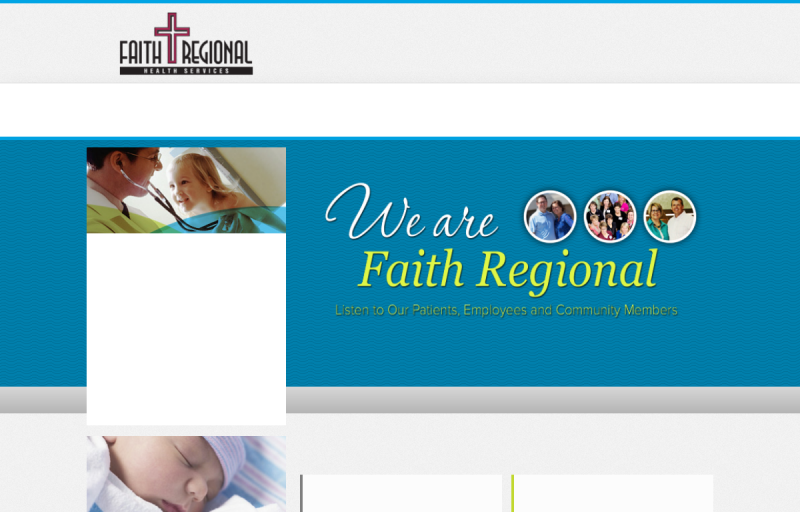 FAITH REGIONAL
HEALTH SERVICES
We are
Faith Regional
Listen to Our Patients, Employees and Community Members